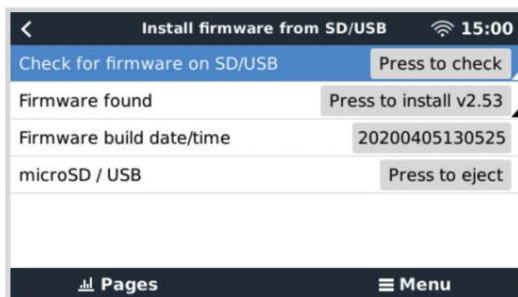 Install firmware from SD/USB 15:00
Check for firmware on SD/USB Press to check
Firmware found Press to install v2.53
Firmware build date/time 20200405130525
microSD / USB Press to eject
Pages Menu